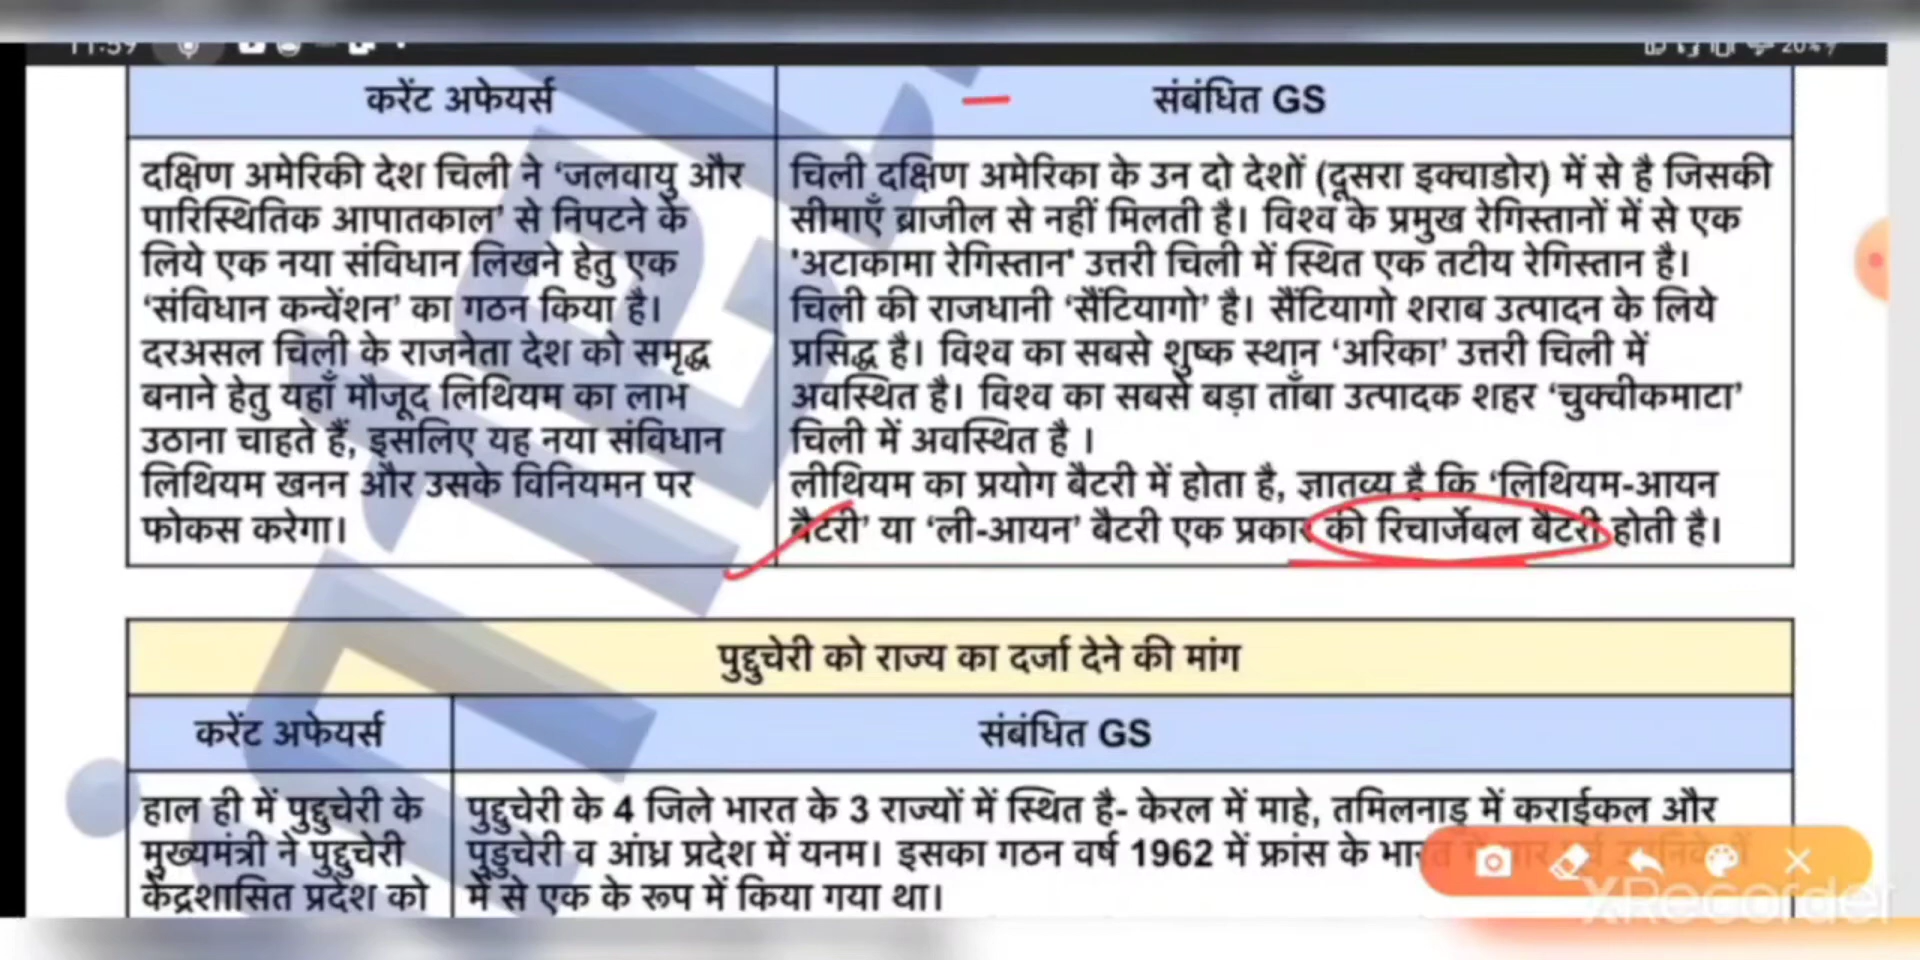 11:59
20%
करेंट अफेयर्स
संबंधित GS
दक्षिण अमेरिकी देश चिली ने ‘जलवायु और
पारिस्थितिक आपातकाल’ से निपटने के
लिये एक नया संविधान लिखने हेतु एक
‘संविधान कन्वेंशन’ का गठन किया है।
दरअसल चिली के राजनेता देश को समृद्ध
बनाने हेतु यहाँ मौजूद लिथियम का लाभ
उठाना चाहते हैं, इसलिए यह नया संविधान
लिथियम खनन और उसके विनियमन पर
फोकस करेगा।
चिली दक्षिण अमेरिका के उन दो देशों (दूसरा इक्वाडोर) में से है जिसकी
सीमाएँ ब्राजील से नहीं मिलती है। विश्व के प्रमुख रेगिस्तानों में से एक
'अटाकामा रेगिस्तान' उत्तरी चिली में स्थित एक तटीय रेगिस्तान है।
चिली की राजधानी ‘सैंटियागो’ है। सैंटियागो शराब उत्पादन के लिये
प्रसिद्ध है। विश्व का सबसे शुष्क स्थान ‘अरिका’ उत्तरी चिली में
अवस्थित है। विश्व का सबसे बड़ा ताँबा उत्पादक शहर ‘चुक्वीकमाटा’
चिली में अवस्थित है ।
लीथियम का प्रयोग बैटरी में होता है, ज्ञातव्य है कि ‘लिथियम-आयन
बैटरी’ या ‘ली-आयन’ बैटरी एक प्रकार की रिचार्जेबल बैटरी होती है।
पुद्दुचेरी को राज्य का दर्जा देने की मांग
करेंट अफेयर्स
संबंधित GS
हाल ही में पुद्दुचेरी के
मुख्यमंत्री ने पुद्दुचेरी
केंद्रशासित प्रदेश को
पुद्दुचेरी के 4 जिले भारत के 3 राज्यों में स्थित है- केरल में माहे, तमिलनाडु में कराईकल और
पुडुचेरी व आंध्र प्रदेश में यनम। इसका गठन वर्ष 1962 में फ्रांस के
में से एक के रूप में किया गया था।
XRecorder